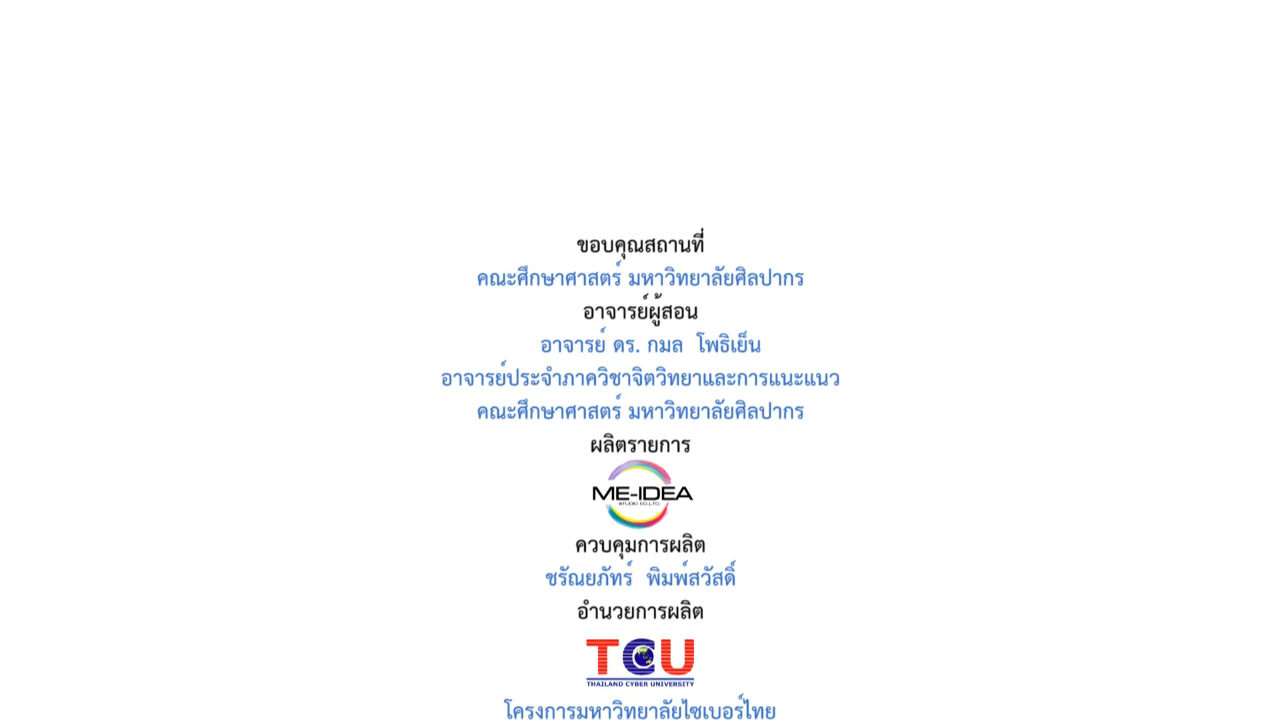 ขอบคุณสถานที่
คณะศึกษาศาสตร์ มหาวิทยาลัยศิลปากร
อาจารย์ผู้สอน
อาจารย์ ดร. กมล  โพธิเย็น
อาจารย์ประจำภาควิชาจิตวิทยาและการแนะแนว
คณะศึกษาศาสตร์ มหาวิทยาลัยศิลปากร
ผลิตรายการ
ME-IDEA
STUDIO CO.,LTD.
ควบคุมการผลิต
ชรัณยภัทร์  พิมพ์สวัสดิ์
อำนวยการผลิต
TCU
THAILAND CYBER UNIVERSITY
โครงการมหาวิทยาลัยไซเบอร์ไทย